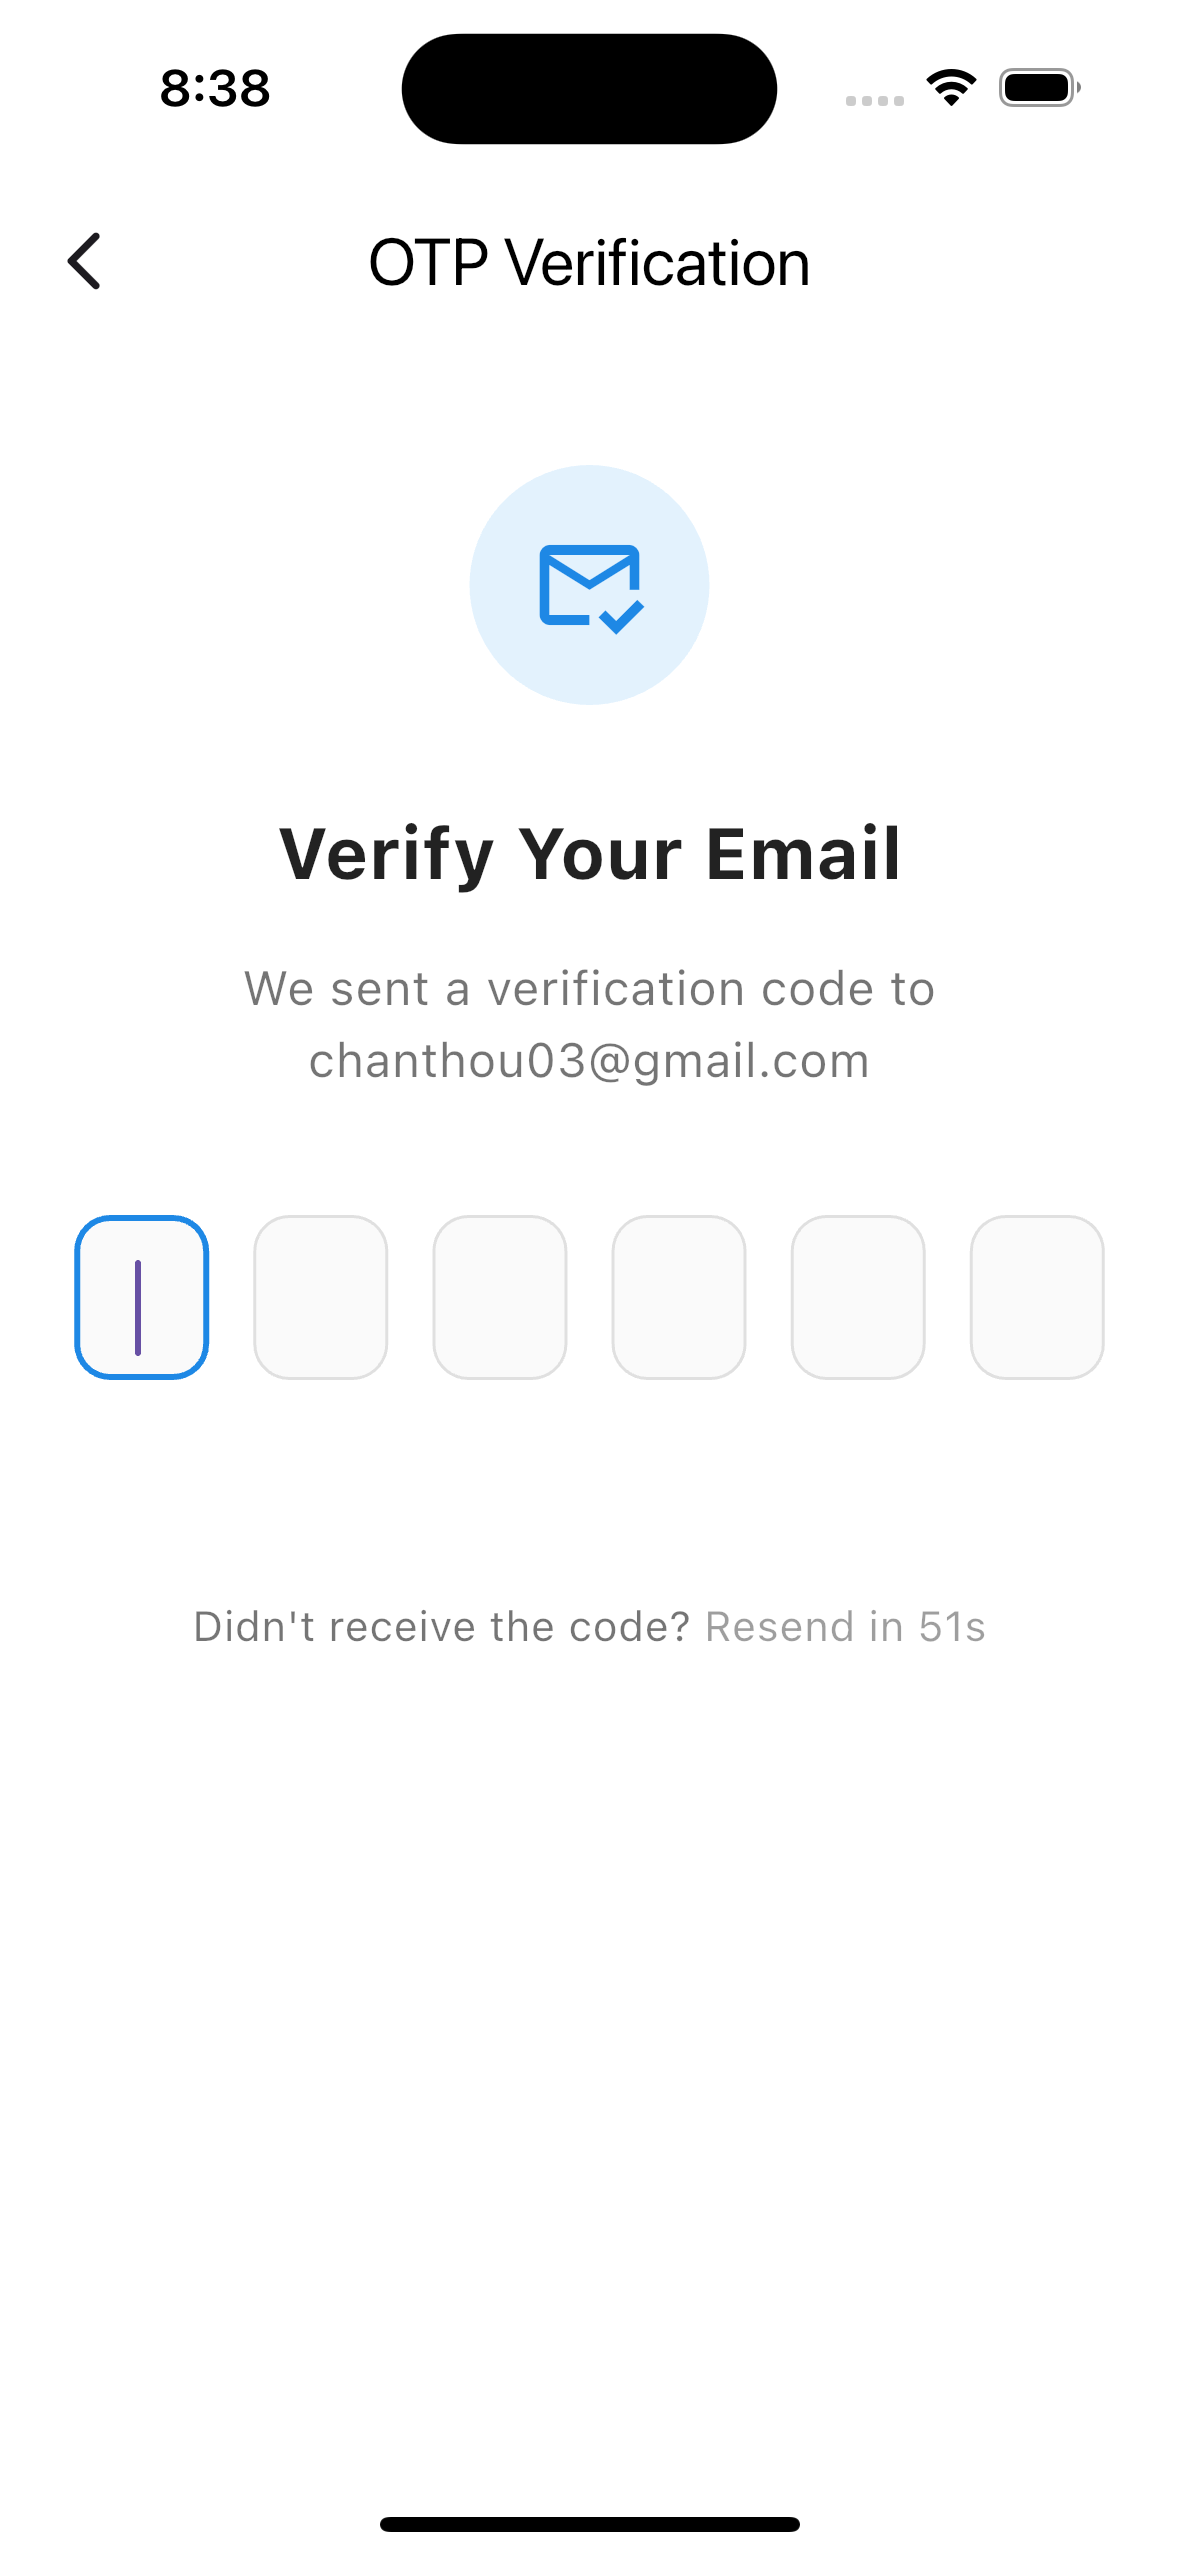 8:38
OTP Verification
Verify Your Email
We sent a verification code to
chanthou03@gmail.com
Didn't receive the code? Resend in 51s